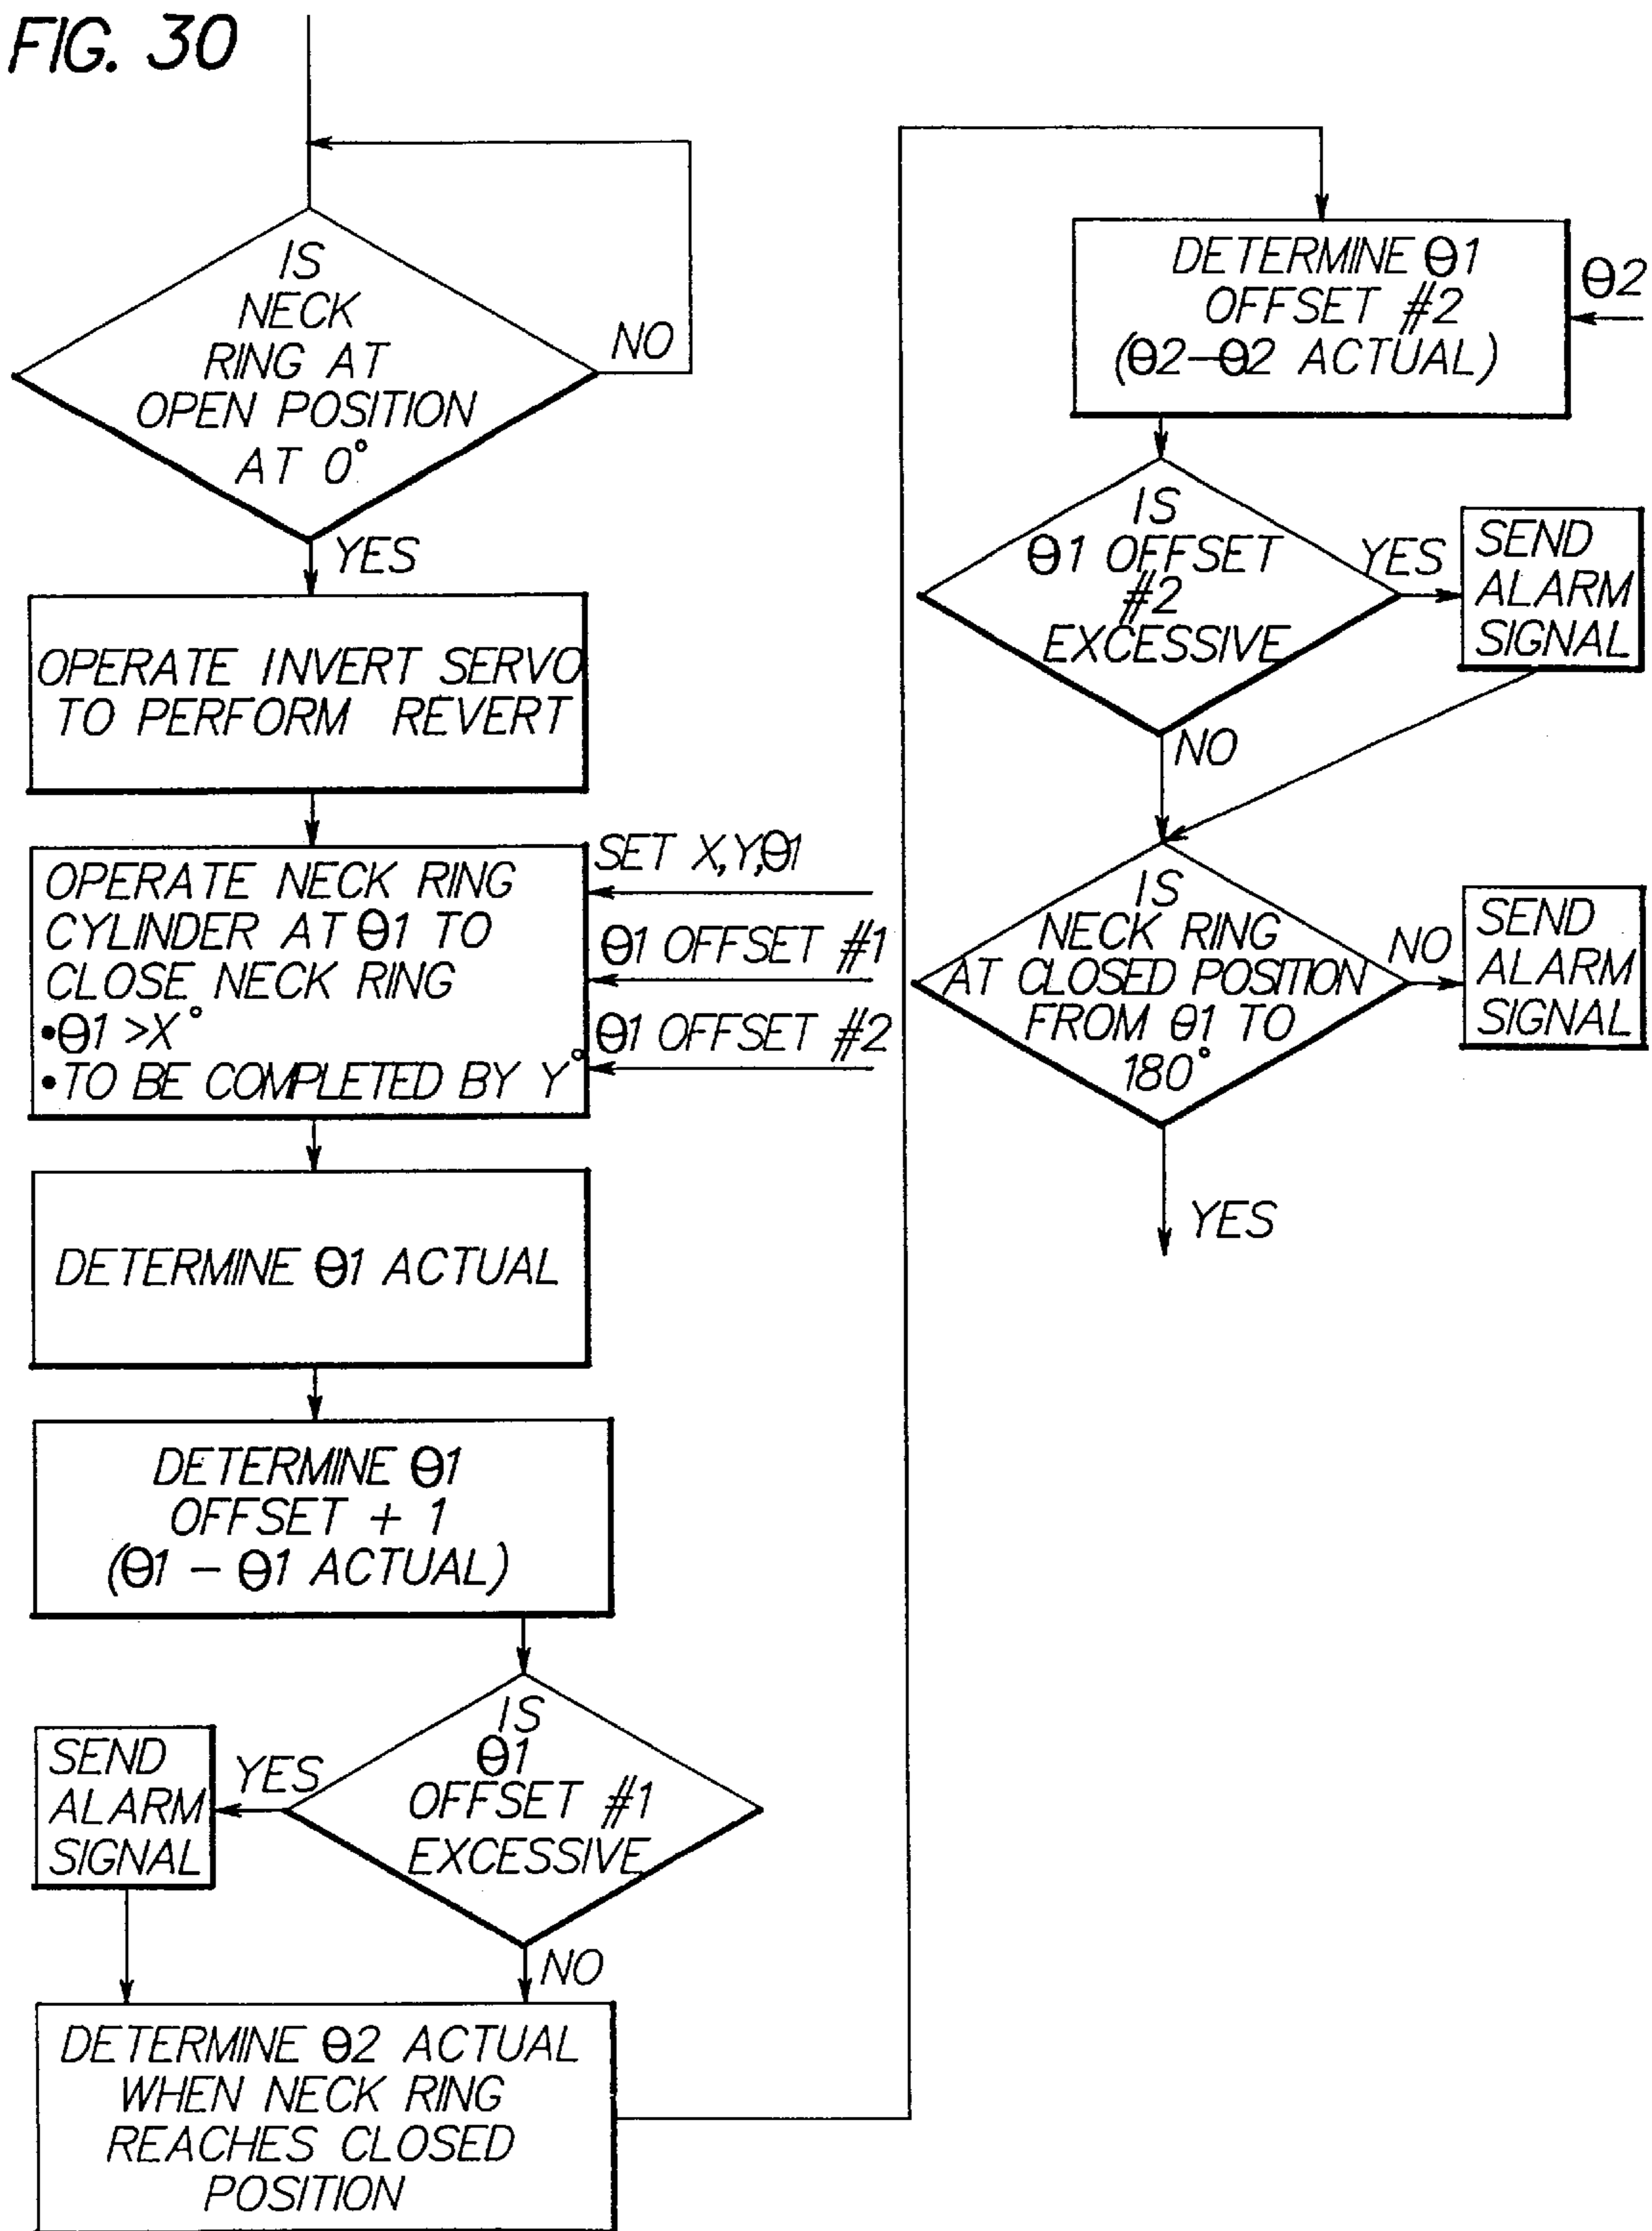 FIG. 30
IS
NECK
RING AT
OPEN POSITION
AT 0°
NO
YES
OPERATE INVERT SERVO
TO PERFORM REVERT
OPERATE NECK RING
CYLINDER AT θ1 TO
CLOSE NECK RING
•θ1 >X°
•TO BE COMPLETED BY Y°
SET X,Y,θ1
θ1 OFFSET #1
θ1 OFFSET #2
DETERMINE θ1 ACTUAL
DETERMINE θ1
OFFSET + 1
(θ1 – θ1 ACTUAL)
IS
θ1
OFFSET #1
EXCESSIVE
YES
SEND
ALARM
SIGNAL
NO
DETERMINE θ2 ACTUAL
WHEN NECK RING
REACHES CLOSED
POSITION
DETERMINE θ1
OFFSET #2
(θ2–θ2 ACTUAL)
θ2
IS
θ1 OFFSET
#2
EXCESSIVE
YES
SEND
ALARM
SIGNAL
NO
IS
NECK RING
AT CLOSED POSITION
FROM θ1 TO
180°
NO
SEND
ALARM
SIGNAL
YES